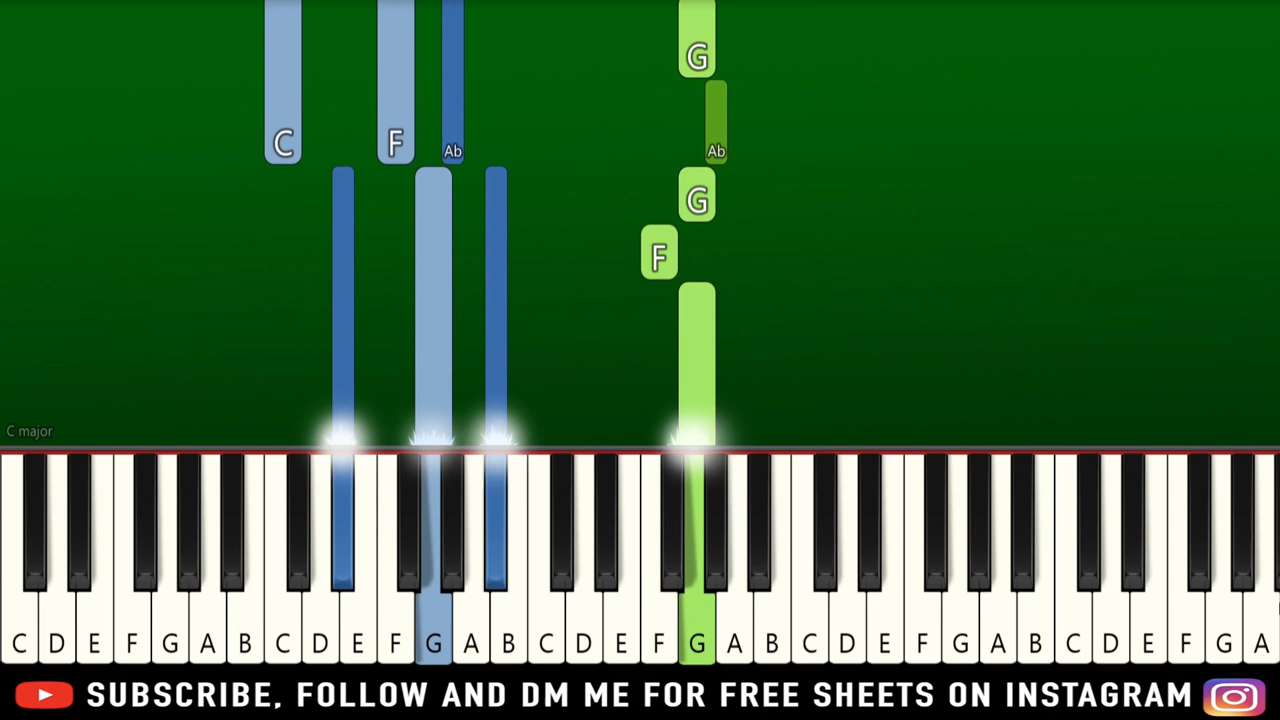 G
C F Ab Ab
G
F
C major
C D E F G A B C D E F G A B C D E F G A B C D E F G A B C D E F G A
SUBSCRIBE, FOLLOW AND DM ME FOR FREE SHEETS ON INSTAGRAM